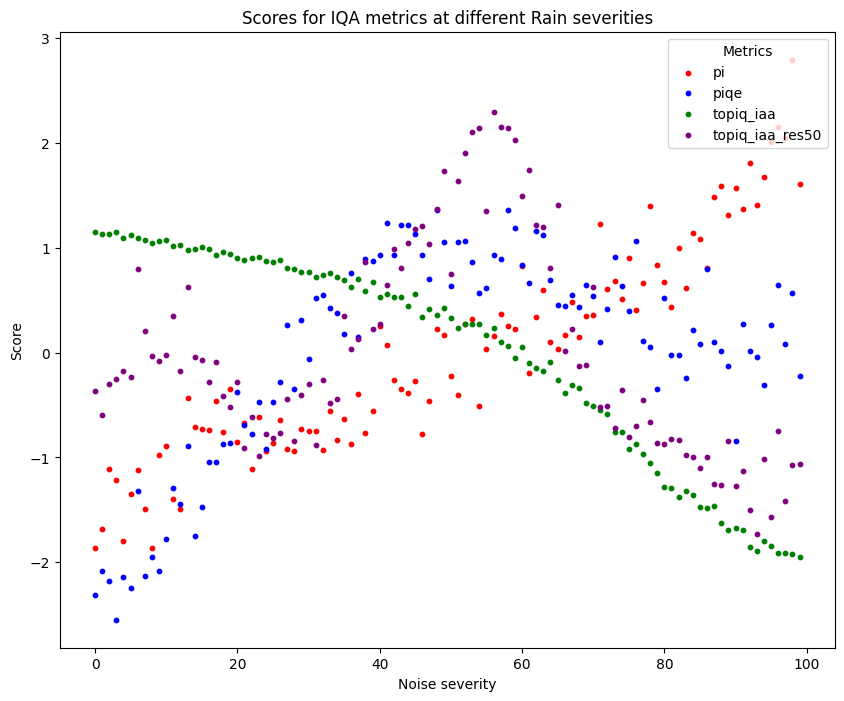 Scores for IQA metrics at different Rain severities
Metrics
pi
piqe
topiq_iaa
topiq_iaa_res50
Score
3
2
1
0
−1
−2
0 20 40 60 80 100
Noise severity